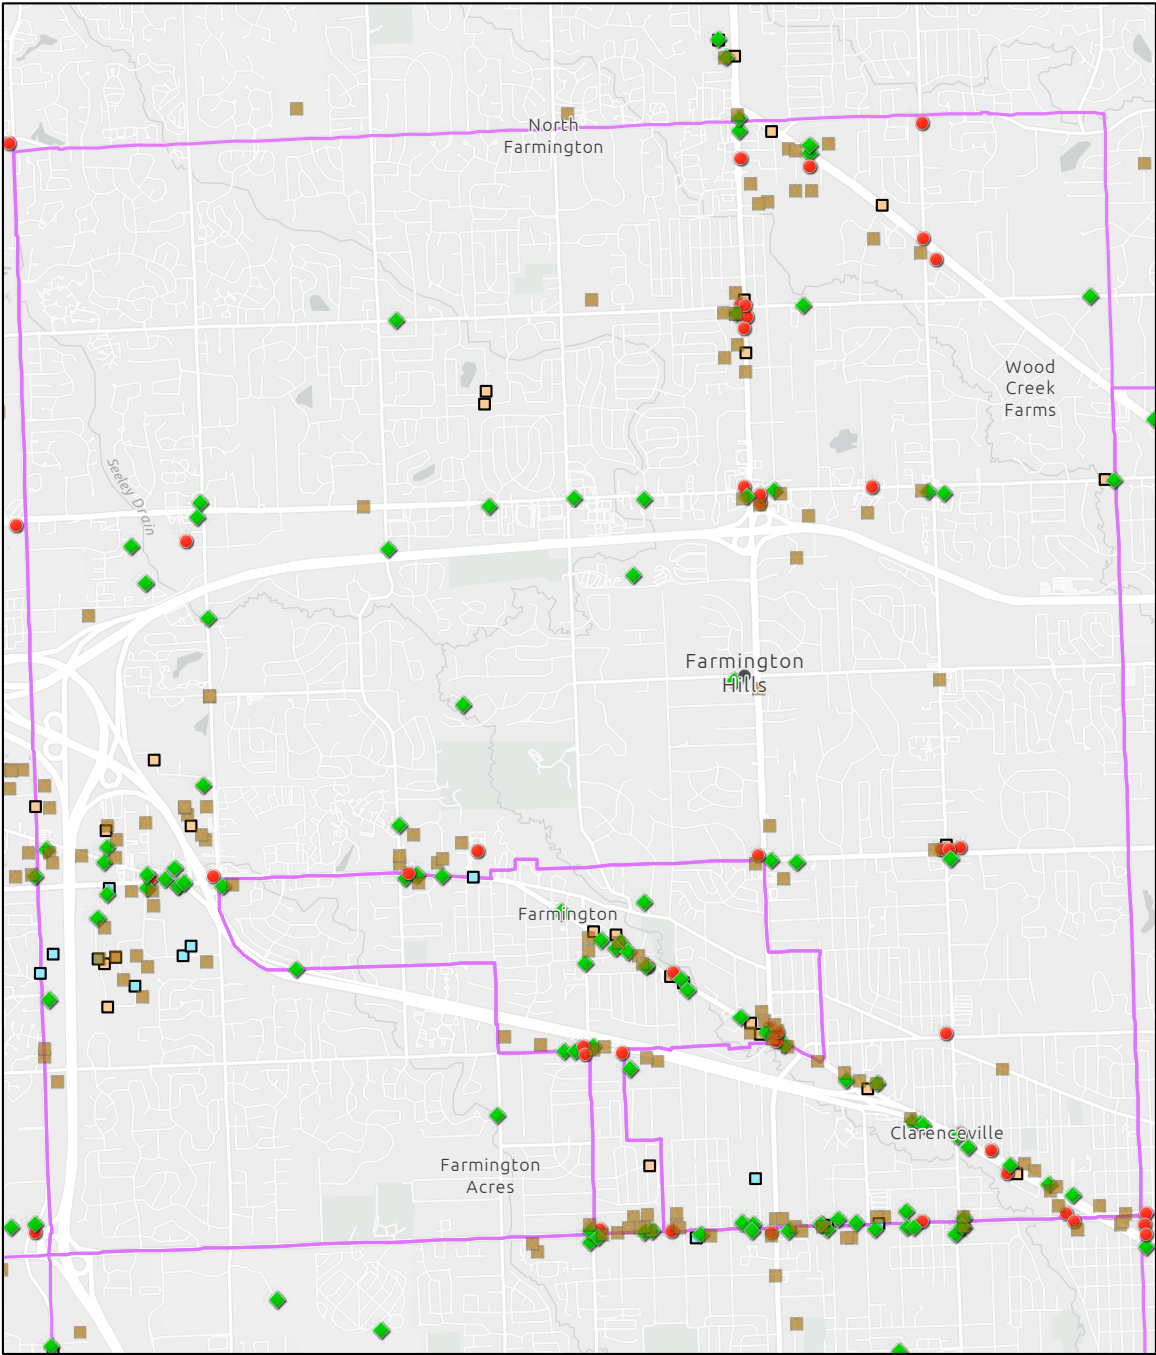 North
Farmington
Wood
Creek
Farms
Seeley Drain
Farmington
Hills
Farmington
Clarenceville
Farmington
Acres